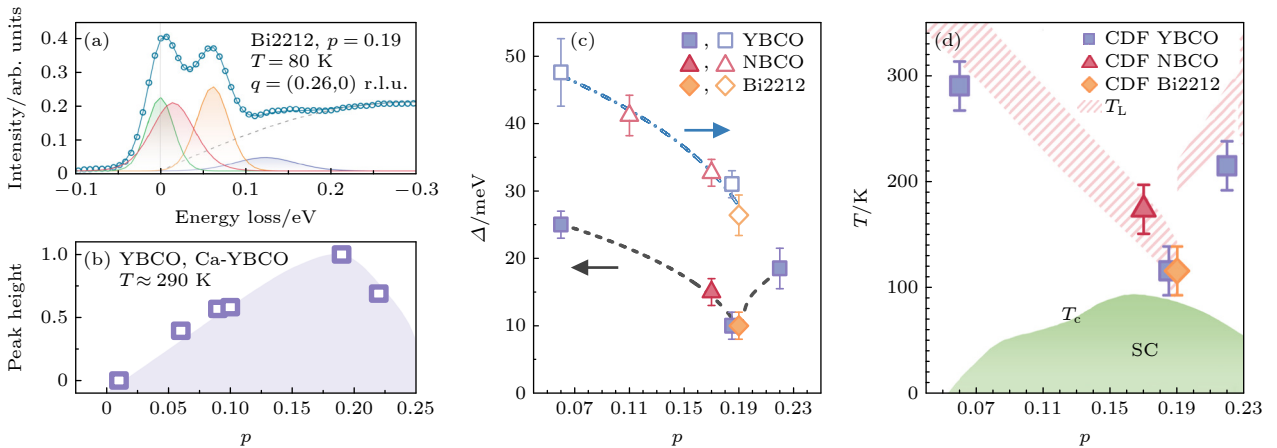 (a)
Bi2212, p = 0.19
T = 80 K
q = (0.26,0) r.l.u.
Intensity/arb. units
0.4
0.3
0.2
0.1
0
−0.1
0
0.1
0.2
−0.3
Energy loss/eV
(b)
YBCO, Ca-YBCO
T≈ 290 K
Peak height
1.0
0.5
0
0
0.05
0.10
0.15
0.20
0.25
p
(c)
, YBCO
, NBCO
, Bi2212
Δ/meV
50
40
30
20
10
0
0.07
0.11
0.15
0.19
0.23
p
(d)
CDF YBCO
CDF NBCO
CDF Bi2212
TL
T/K
300
200
100
0
Tc
SC
0.07
0.11
0.15
0.19
0.23
p